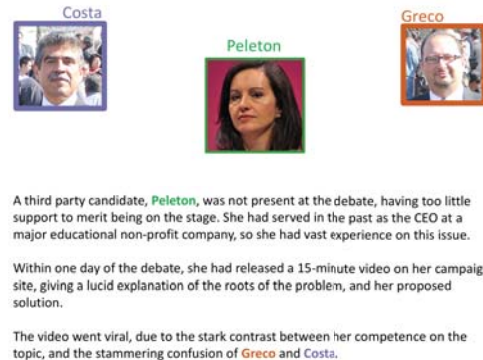 Costa
Greco
Peleton
A third party candidate, Peleton, was not present at the debate, having too little
support to merit being on the stage. She had served in the past as the CEO at a
major educational non-profit company, so she had vast experience on this issue.
Within one day of the debate, she had released a 15-minute video on her campaig
site, giving a lucid explanation of the roots of the problem, and her proposed
solution.
The video went viral, due to the stark contrast between her competence on the
topic, and the stammering confusion of Greco and Costa.